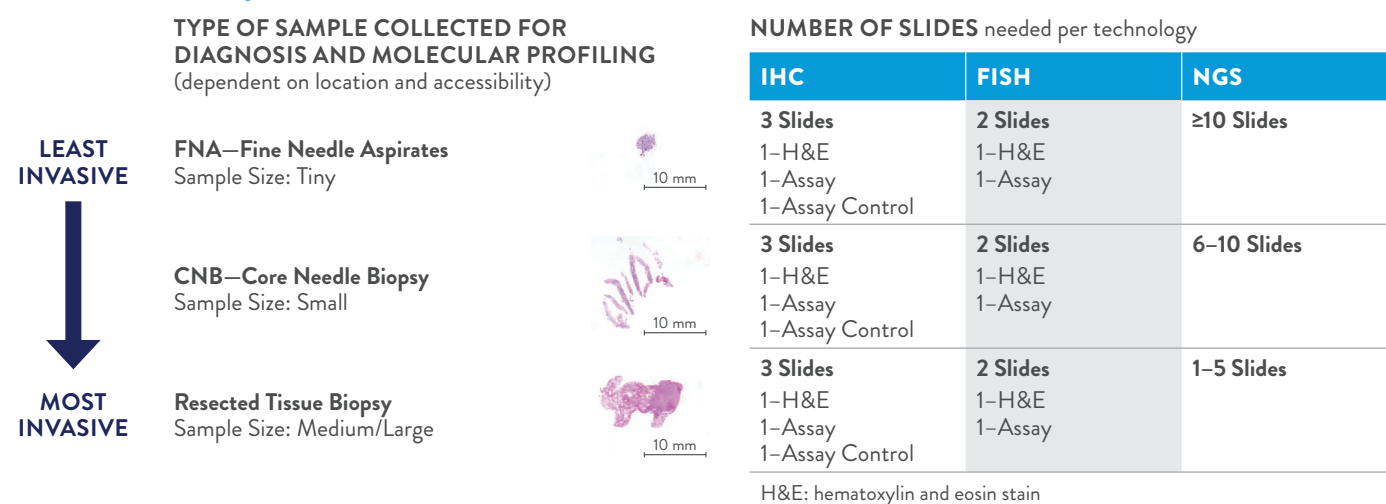 TYPE OF SAMPLE COLLECTED FOR
DIAGNOSIS AND MOLECULAR PROFILING
(dependent on location and accessibility)
LEAST
INVASIVE
FNA—Fine Needle Aspirates
Sample Size: Tiny
10 mm
CNB—Core Needle Biopsy
Sample Size: Small
10 mm
MOST
INVASIVE
Resected Tissue Biopsy
Sample Size: Medium/Large
10 mm
NUMBER OF SLIDES needed per technology
IHC FISH NGS
3 Slides 2 Slides ≥10 Slides
1–H&E 1–H&E
1–Assay 1–Assay
1–Assay Control
3 Slides 2 Slides 6–10 Slides
1–H&E 1–H&E
1–Assay 1–Assay
1–Assay Control
3 Slides 2 Slides 1–5 Slides
1–H&E 1–H&E
1–Assay 1–Assay
1–Assay Control
H&E: hematoxylin and eosin stain